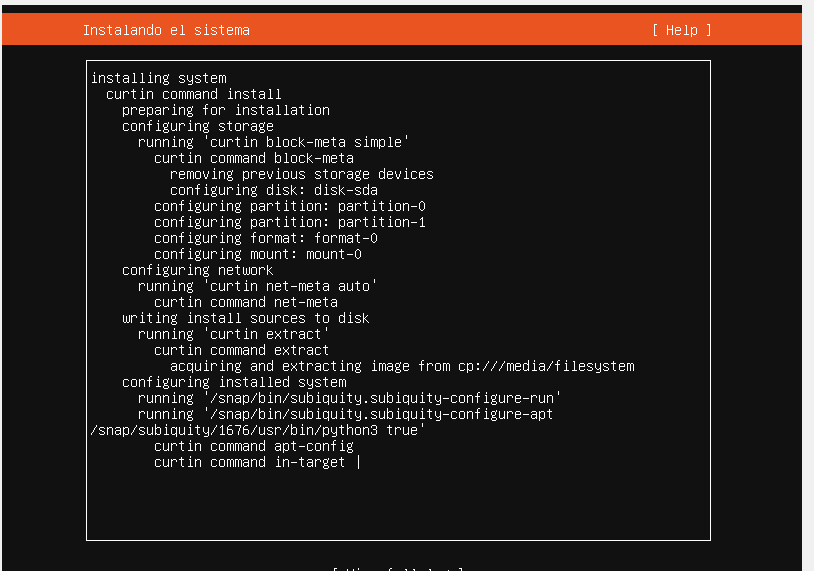 Instalando el sistema [ Help ]
installing system
curtin command install
preparing for installation
configuring storage
running 'curtin block-meta simple'
curtin command block-meta
removing previous storage devices
configuring disk: disk-sda
configuring partition: partition-0
configuring partition: partition-1
configuring format: format-0
configuring mount: mount-0
configuring network
running 'curtin net-meta auto'
curtin command net-meta
writing install sources to disk
running 'curtin extract'
curtin command extract
acquiring and extracting image from cp:///media/filesystem
configuring installed system
running '/snap/bin/subiquity.subiquity-configure-run'
running '/snap/bin/subiquity.subiquity-configure-apt
/snap/subiquity/1676/usr/bin/python3 true'
curtin command apt-config
curtin command in-target |